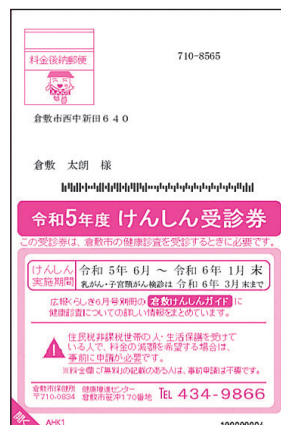 料金後納郵便
710-8565
倉敷市西中新田640
倉敷 太朗 様
令和5年度 けんしん受診券
この受診券は、倉敷市の健康診査を受診するときに必要です。
けんしん実施期間 令和 5年 6月 ~ 令和 6年 1月 末
乳がん・子宮頸がん検診は 令和 6年 3月 末まで
広報くらしき6月号別冊の 倉敷けんしんガイド に
健康診査についての詳しい情報をまとめています。
住民税非課税世帯の人・生活保護を受けて
いる人で、料金の減額を希望する場合は、
事前に申請が必要です。
※料金欄に「無料」の記載のある人は、事前申請は不要です。
倉敷市保健所 健康増進センター
〒710-0834 倉敷市笹沖170番地 TEL 434-9866
開く
AHK1